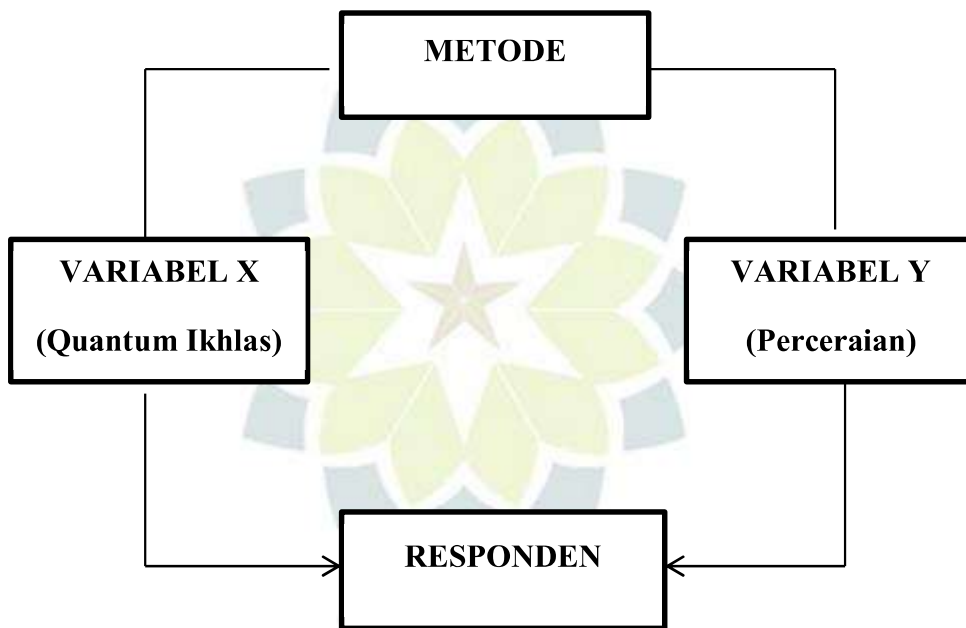 METODE
VARIABEL X
(Quantum Ikhlas)
VARIABEL Y
(Perceraian)
RESPONDEN